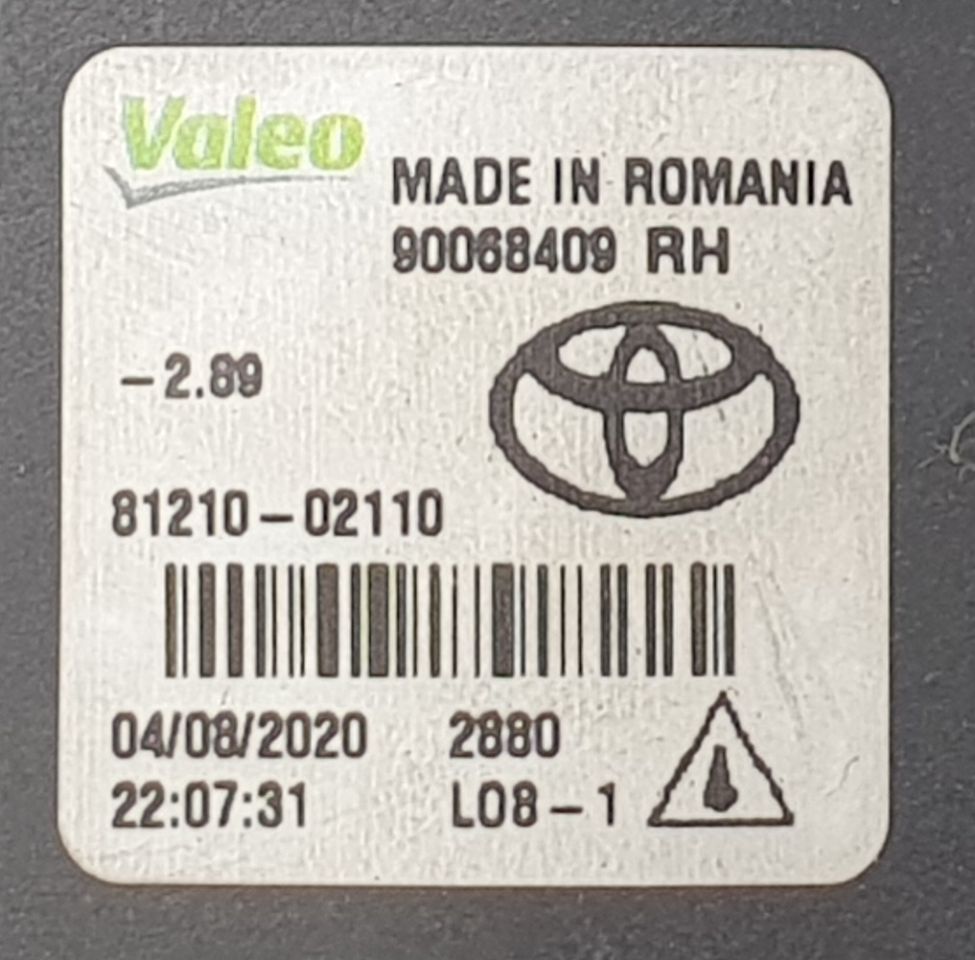 Valeo
MADE IN ROMANIA
90068409 RH
-2.89
81210-02110
04/08/2020 2880
22:07:31 L08-1